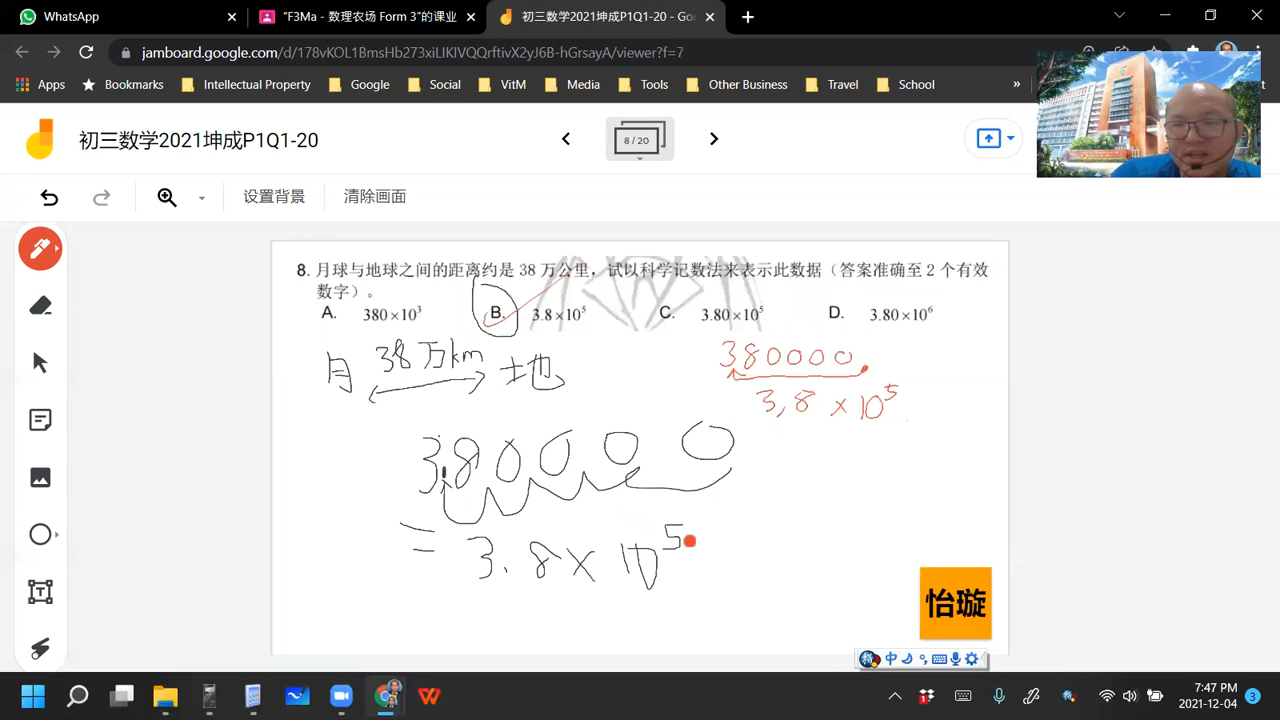 WhatsApp
"F3Ma - 数理农场 Form 3"的课业
初三数学2021坤成P1Q1-20 - Goo
jamboard.google.com/d/178vKOL1BmsHb273xiLIKIVOQrftivX2yJ6B-hGrsayA/viewer?f=7
Apps Bookmarks Intellectual Property Google Social VitM Media Tools Other Business Travel School »
初三数学2021坤成P1Q1-20
8 / 20
设置背景 清除画面
8. 月球与地球之间的距离约是 38 万公里，试以科学记数法来表示此数据（答案准确至 2 个有效
数字）。
A. 380×10³ B. 3.8×10⁵ C. 3.80×10⁵ D. 3.80×10⁶
月 38万km 地
380000.
3.8 × 10⁵
3.80000
= 3.8 × 10⁵
怡璇
中
7:47 PM
2021-12-04
3